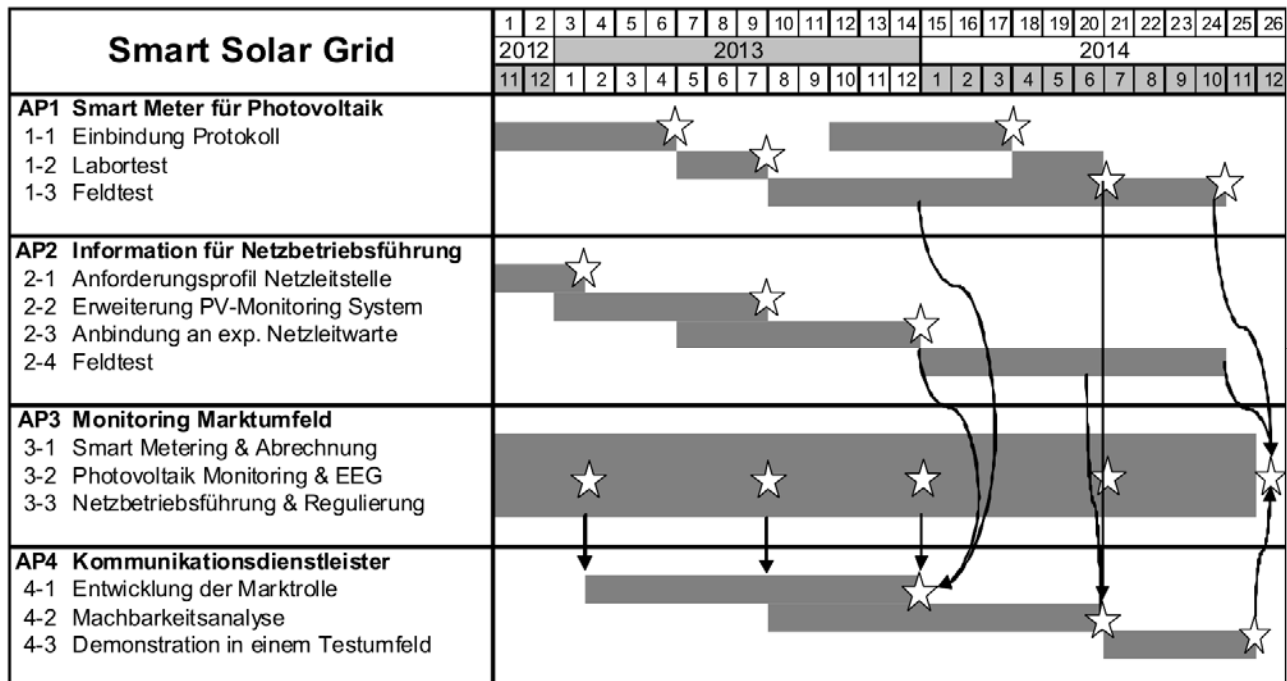 Smart Solar Grid
1 2 3 4 5 6 7 8 9 10 11 12 13 14 15 16 17 18 19 20 21 22 23 24 25 26
2012 2013 2014
11 12 1 2 3 4 5 6 7 8 9 10 11 12 1 2 3 4 5 6 7 8 9 10 11 12
AP1 Smart Meter für Photovoltaik
1-1 Einbindung Protokoll
1-2 Labortest
1-3 Feldtest
AP2 Information für Netzbetriebsführung
2-1 Anforderungsprofil Netzleitstelle
2-2 Erweiterung PV-Monitoring System
2-3 Anbindung an exp. Netzleitwarte
2-4 Feldtest
AP3 Monitoring Marktumfeld
3-1 Smart Metering & Abrechnung
3-2 Photovoltaik Monitoring & EEG
3-3 Netzbetriebsführung & Regulierung
AP4 Kommunikationsdienstleister
4-1 Entwicklung der Marktrolle
4-2 Machbarkeitsanalyse
4-3 Demonstration in einem Testumfeld